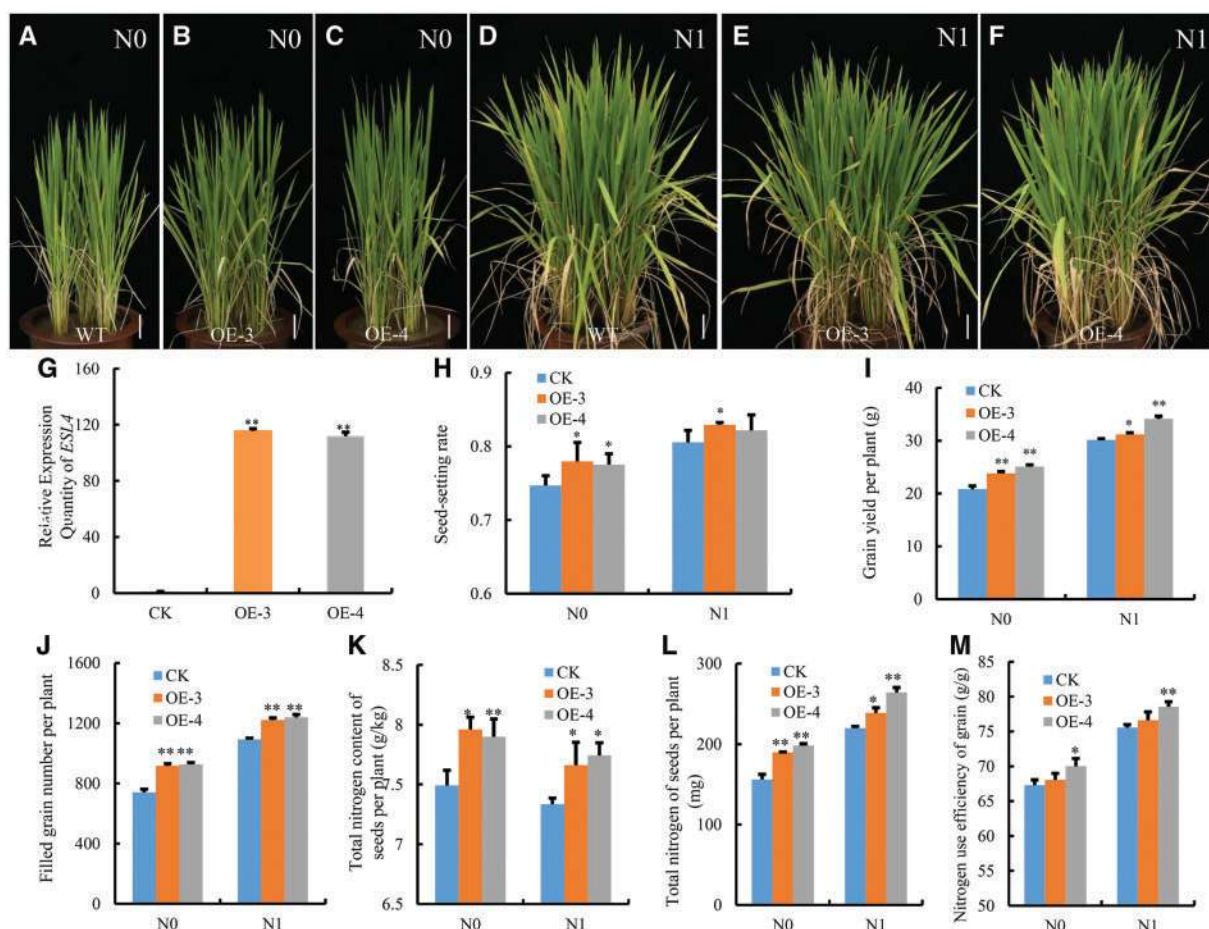 A N0
B N0
C N0
D N1
E N1
F N1
WT
OE-3
OE-4
WT
OE-3
OE-4
G
Relative Expression
Quantity of ESL4
160
120
80
40
0
**
**
CK
OE-3
OE-4
H
Seed-setting rate
0.9
0.8
0.7
0.6
CK
OE-3
OE-4
*
*
*
N0
N1
I
Grain yield per plant (g)
40
30
20
10
0
CK
OE-3
OE-4
**
**
*
**
N0
N1
J
Filled grain number per plant
1600
1200
800
400
0
CK
OE-3
OE-4
**
**
**
**
N0
N1
K
Total nitrogen content of
seeds per plant (g/kg)
8.5
8
7.5
7
6.5
CK
OE-3
OE-4
*
**
*
*
N0
N1
L
Total nitrogen of seeds per plant
(mg)
300
200
100
0
CK
OE-3
OE-4
**
**
*
**
N0
N1
M
Nitrogen use efficiency of grain (g/g)
85
80
75
70
65
60
55
50
CK
OE-3
OE-4
*
**
N0
N1